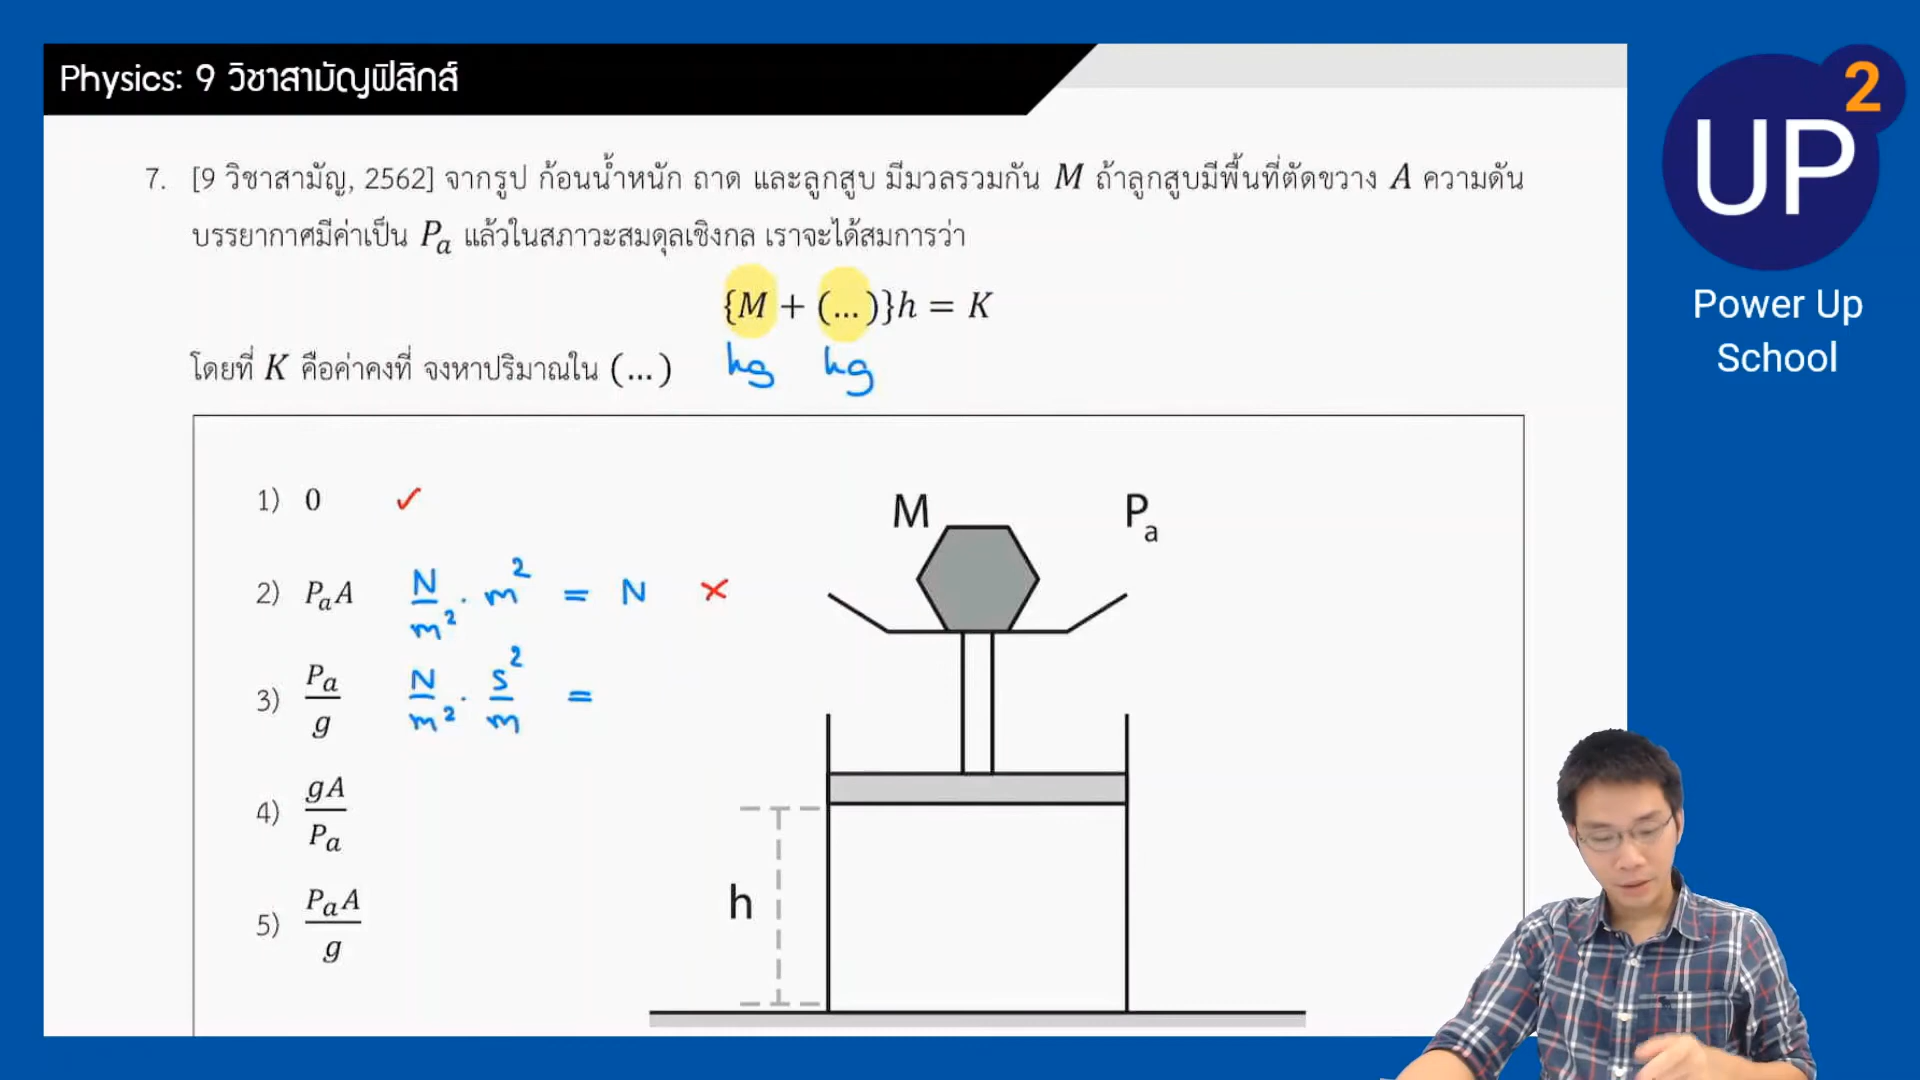 Physics: 9 วิชาสามัญฟิสิกส์
7. [9 วิชาสามัญ, 2562] จากรูป ก้อนน้ำหนัก ถาด และลูกสูบ มีมวลรวมกัน M ถ้าลูกสูบมีพื้นที่ตัดขวาง A ความดัน
บรรยากาศมีค่าเป็น Pₐ แล้วในสภาวะสมดุลเชิงกล เราจะได้สมการว่า
{M + (...)}h = K
kg kg
โดยที่ K คือค่าคงที่ จงหาปริมาณใน (...)
1) 0 ✓
2) PₐA N/m² · m² = N ×
3) Pₐ/g N/m² · s²/m =
4) gA/Pₐ
5) PₐA/g
M
Pₐ
h
2
UP
Power Up
School